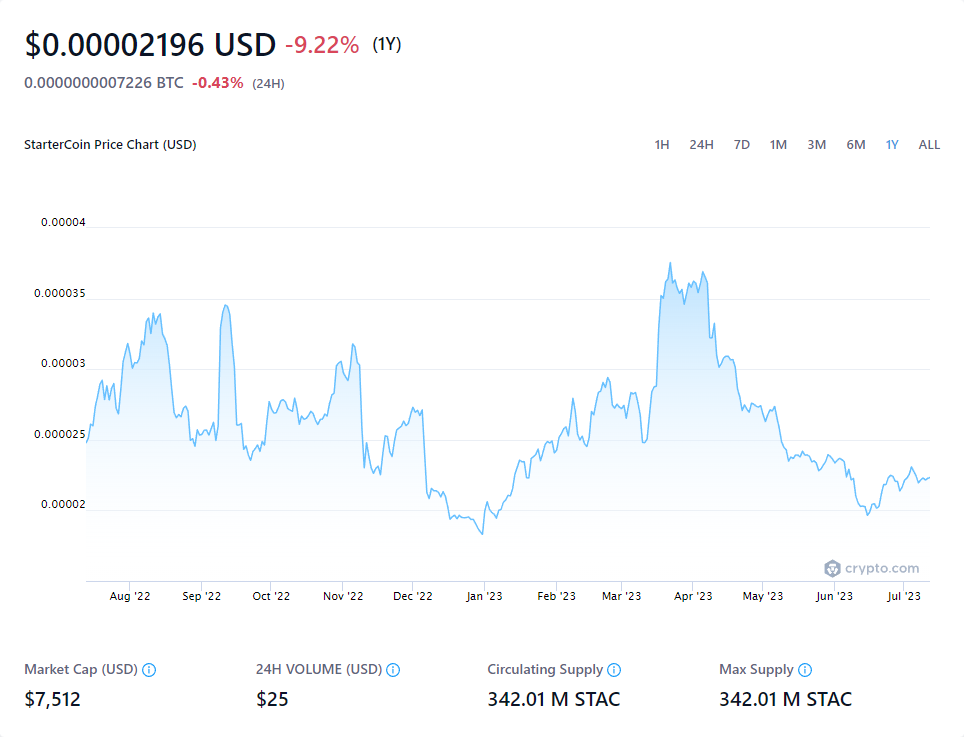 $0.00002196 USD -9.22% (1Y)
0.0000000007226 BTC -0.43% (24H)
StarterCoin Price Chart (USD) 1H 24H 7D 1M 3M 6M 1Y ALL
0.00004
0.000035
0.00003
0.000025
0.00002
crypto.com
Aug '22 Sep '22 Oct '22 Nov '22 Dec '22 Jan '23 Feb '23 Mar '23 Apr '23 May '23 Jun '23 Jul '23
Market Cap (USD) 24H VOLUME (USD) Circulating Supply Max Supply
$7,512 $25 342.01 M STAC 342.01 M STAC